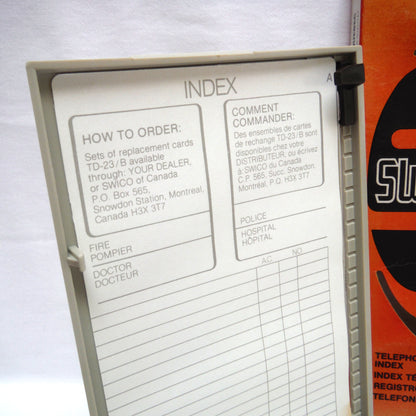 INDEX
A
HOW TO ORDER:
Sets of replacement cards
TD-23/B available
through: YOUR DEALER,
or SWICO of Canada
P.O. Box 565,
Snowdon Station, Montreal,
Canada H3X 3T7
COMMENT
COMMANDER:
Des ensembles de cartes
de rechange TD-23/B sont
disponibles chez votre
DISTRIBUTEUR, ou écrivez
à: SWICO du Canada
C.P. 565, Succ. Snowdon,
Montréal, P.Q. H3X 3T7
FIRE
POMPIER
DOCTOR
DOCTEUR
POLICE
HOSPITAL
HÔPITAL
A.C.
NO.
TELEPHO
INDEX
INDEX TE
REGISTRO
TELEFON